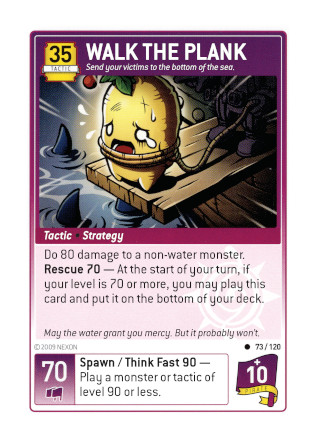 35
TACTIC
WALK THE PLANK
Send your victims to the bottom of the sea.
Tactic • Strategy
Do 80 damage to a non-water monster.
Rescue 70 — At the start of your turn, if
your level is 70 or more, you may play this
card and put it on the bottom of your deck.
May the water grant you mercy. But it probably won't.
© 2009 NEXON
● 73 / 120
70
Spawn / Think Fast 90 —
Play a monster or tactic of
level 90 or less.
+
10
PIRATE